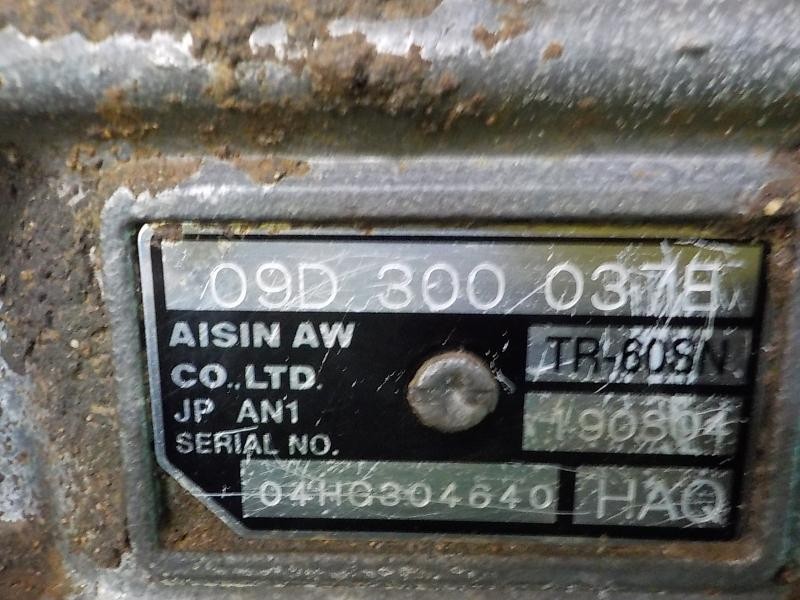 09D 300 037E
AISIN AW
CO.,LTD.
TR-60SN
JP AN1
190804
SERIAL NO.
04HG304640
HAQ